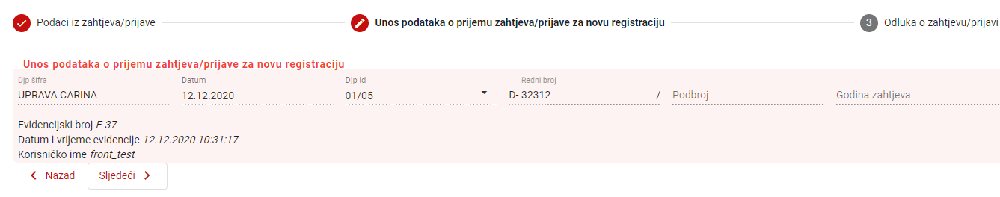 Podaci iz zahtjeva/prijave Unos podataka o prijemu zahtjeva/prijave za novu registraciju 3 Odluka o zahtjevu/prijavi
Unos podataka o prijemu zahtjeva/prijave za novu registraciju
Djp šifra Datum Djp id Redni broj
UPRAVA CARINA 12.12.2020 01/05 D- 32312 / Podbroj Godina zahtjeva
Evidencijski broj E-37
Datum i vrijeme evidencije 12.12.2020 10:31:17
Korisničko ime front_test
Nazad Sljedeći